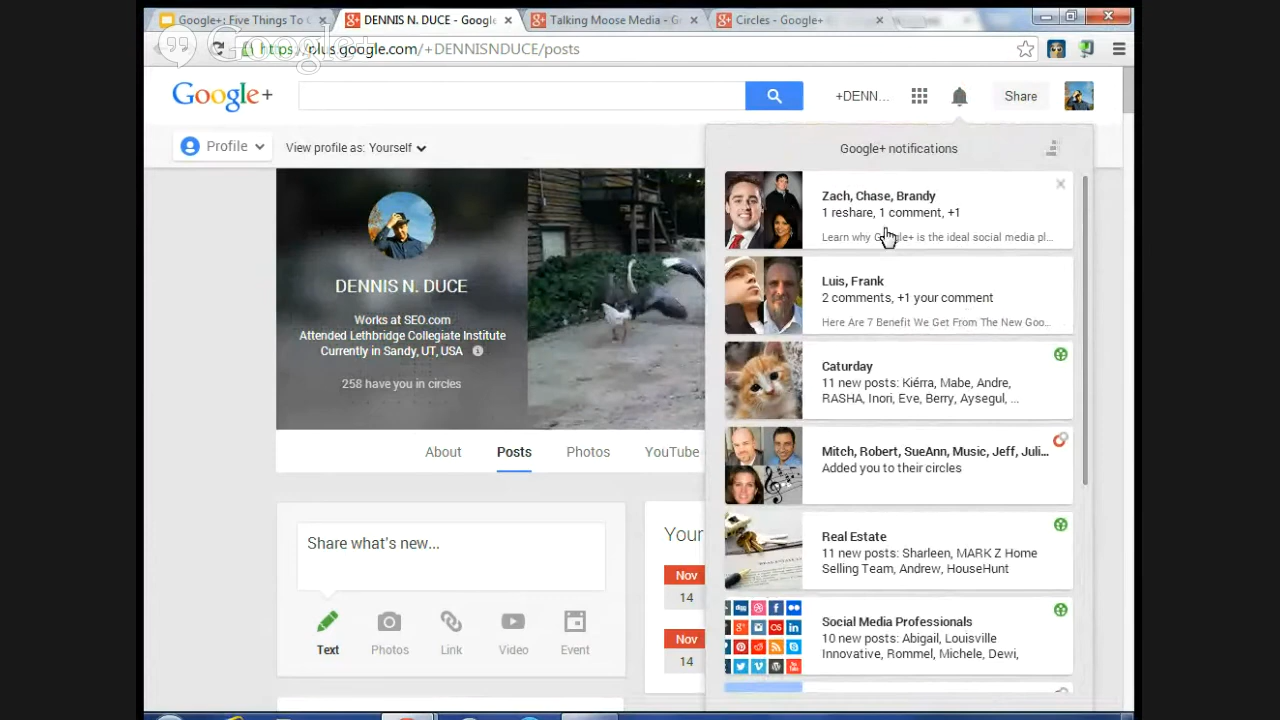 Google+: Five Things To
DENNIS N. DUCE - Google
Talking Moose Media -
Circles - Google+
Google+
https://plus.google.com/+DENNISNDUCE/posts
Google+
+DENN...
Share
Profile
View profile as: Yourself
Google+ notifications
DENNIS N. DUCE
Works at SEO.com
Attended Lethbridge Collegiate Institute
Currently in Sandy, UT, USA
258 have you in circles
Zach, Chase, Brandy
1 reshare, 1 comment, +1
Learn why Google+ is the ideal social media pl...
Luis, Frank
2 comments, +1 your comment
Here Are 7 Benefit We Get From The New Goo...
Caturday
11 new posts: Kiérra, Mabe, Andre,
RASHA, Inori, Eve, Berry, Aysegul, ...
Mitch, Robert, SueAnn, Music, Jeff, Juli...
Added you to their circles
Real Estate
11 new posts: Sharleen, MARK Z Home
Selling Team, Andrew, HouseHunt
Social Media Professionals
10 new posts: Abigail, Louisville
Innovative, Rommel, Michele, Dewi,
About
Posts
Photos
YouTube
Share what's new...
Text
Photos
Link
Video
Event
Your
Nov
14
Nov
14